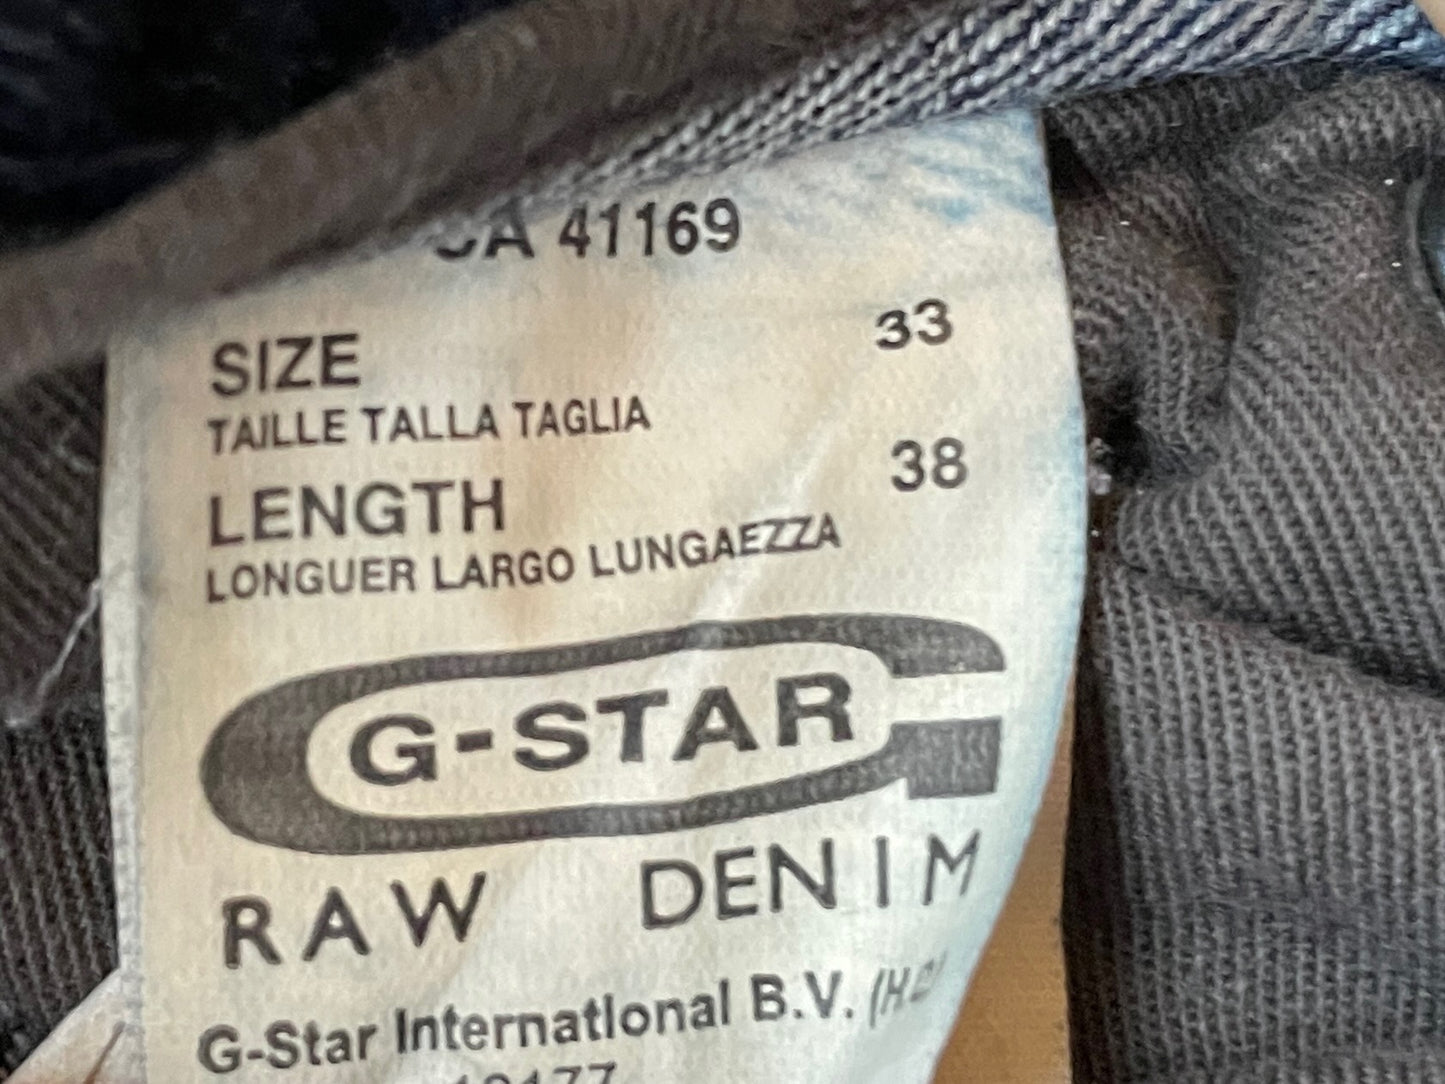 CA 41169
SIZE 33
TAILLE TALLA TAGLIA
LENGTH 38
LONGUER LARGO LUNGAEZZA
G-STAR
RAW DENIM
G-Star International B.V.